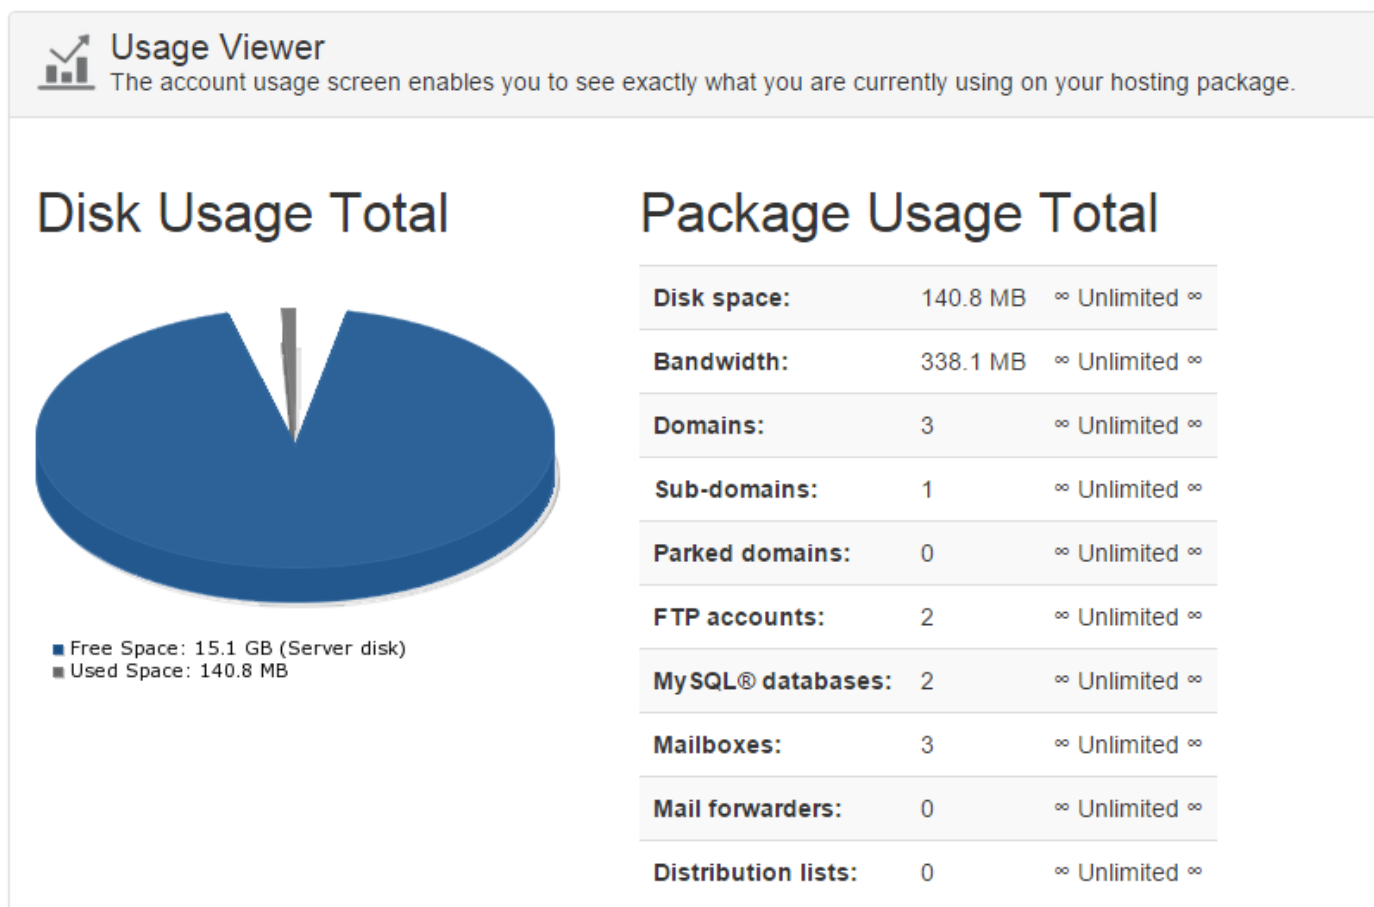 Usage Viewer
The account usage screen enables you to see exactly what you are currently using on your hosting package.
Disk Usage Total
Free Space: 15.1 GB (Server disk)
Used Space: 140.8 MB
Package Usage Total
Disk space: 140.8 MB ∞ Unlimited ∞
Bandwidth: 338.1 MB ∞ Unlimited ∞
Domains: 3 ∞ Unlimited ∞
Sub-domains: 1 ∞ Unlimited ∞
Parked domains: 0 ∞ Unlimited ∞
FTP accounts: 2 ∞ Unlimited ∞
MySQL® databases: 2 ∞ Unlimited ∞
Mailboxes: 3 ∞ Unlimited ∞
Mail forwarders: 0 ∞ Unlimited ∞
Distribution lists: 0 ∞ Unlimited ∞